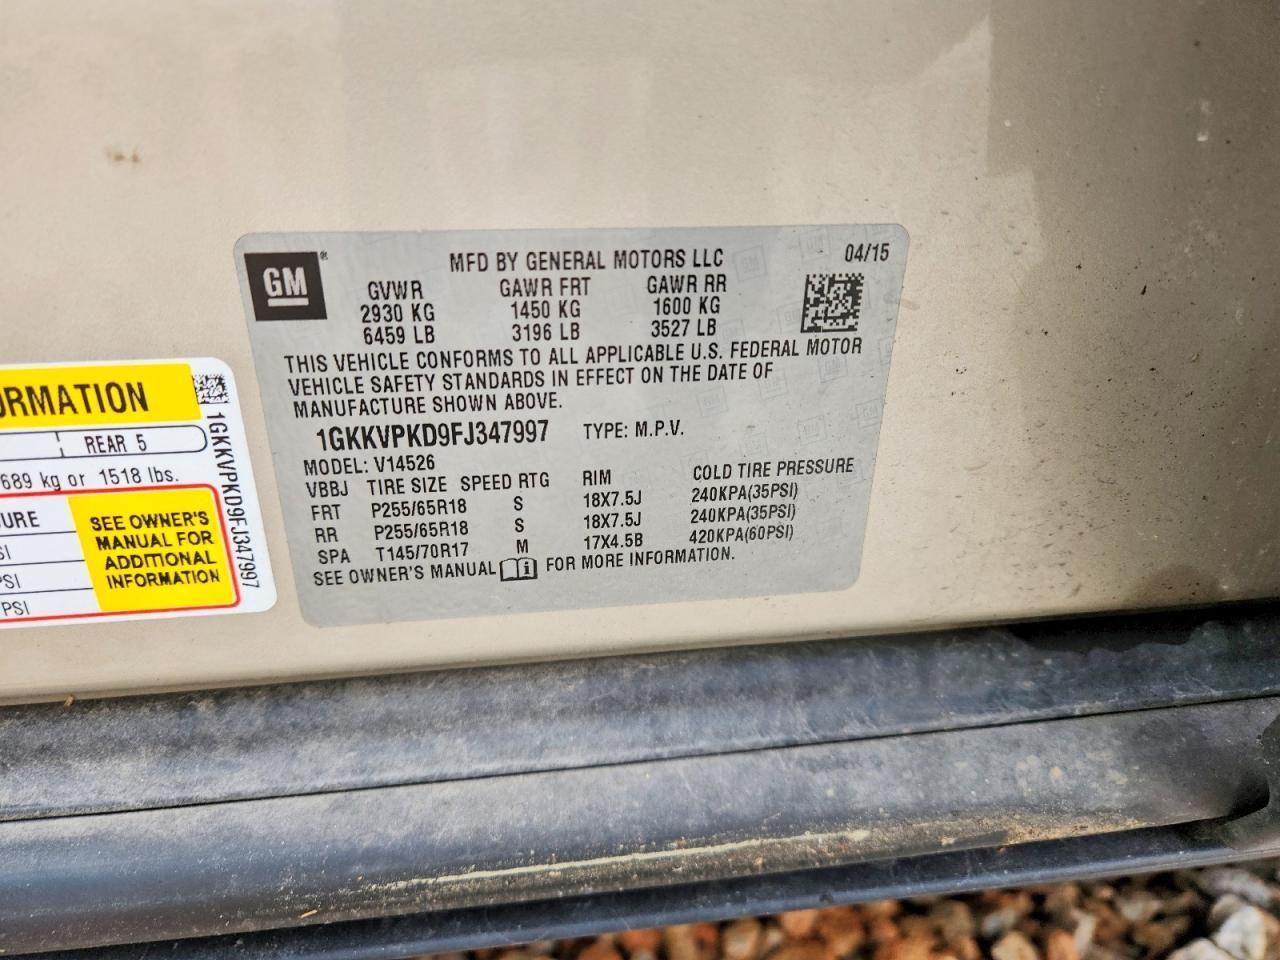 GM®
MFD BY GENERAL MOTORS LLC
04/15
GVWR GAWR FRT GAWR RR
2930 KG 1450 KG 1600 KG
6459 LB 3196 LB 3527 LB
THIS VEHICLE CONFORMS TO ALL APPLICABLE U.S. FEDERAL MOTOR
VEHICLE SAFETY STANDARDS IN EFFECT ON THE DATE OF
MANUFACTURE SHOWN ABOVE.
1GKKVPKD9FJ347997 TYPE: M.P.V.
MODEL: V14526
VBBJ TIRE SIZE SPEED RTG RIM COLD TIRE PRESSURE
FRT P255/65R18 S 18X7.5J 240KPA(35PSI)
RR P255/65R18 S 18X7.5J 240KPA(35PSI)
SPA T145/70R17 M 17X4.5B 420KPA(60PSI)
SEE OWNER'S MANUAL FOR MORE INFORMATION.
ORMATION
REAR 5
689 kg or 1518 lbs.
URE
SI
PSI
PSI
SEE OWNER'S
MANUAL FOR
ADDITIONAL
INFORMATION
1GKKVPKD9FJ347997